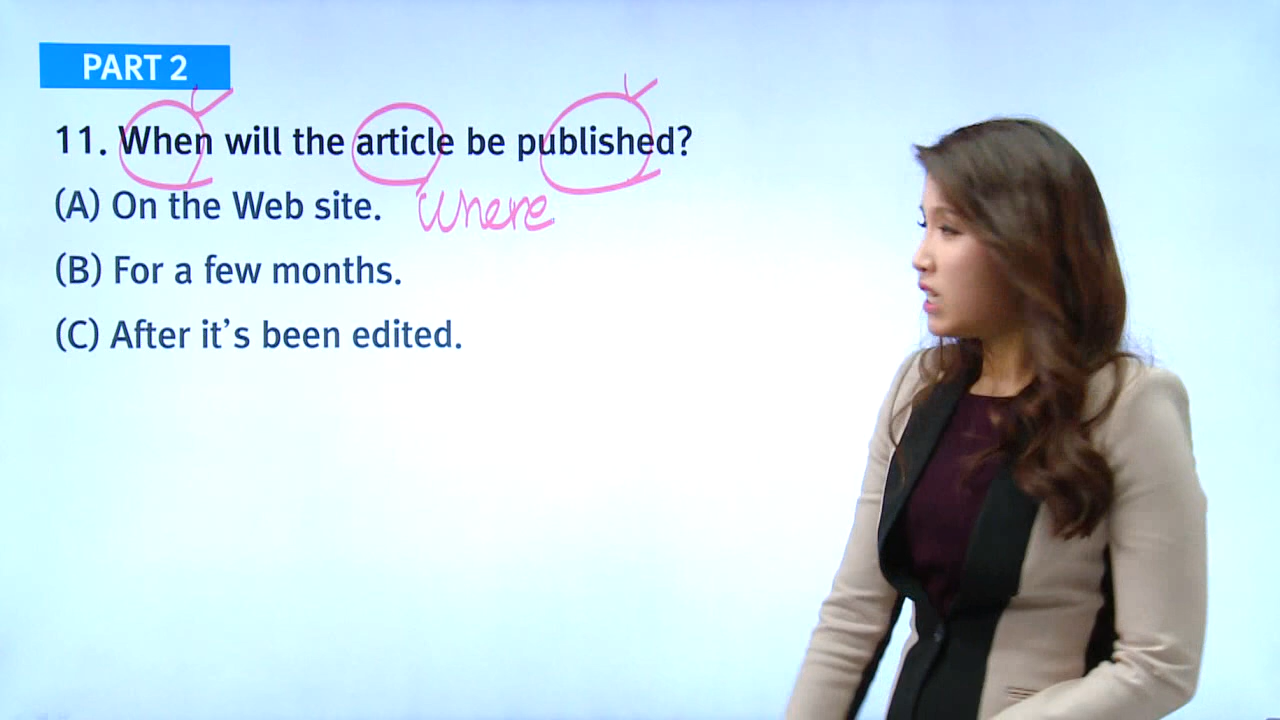 PART 2
11. When will the article be published?
(A) On the Web site. Where
(B) For a few months.
(C) After it's been edited.